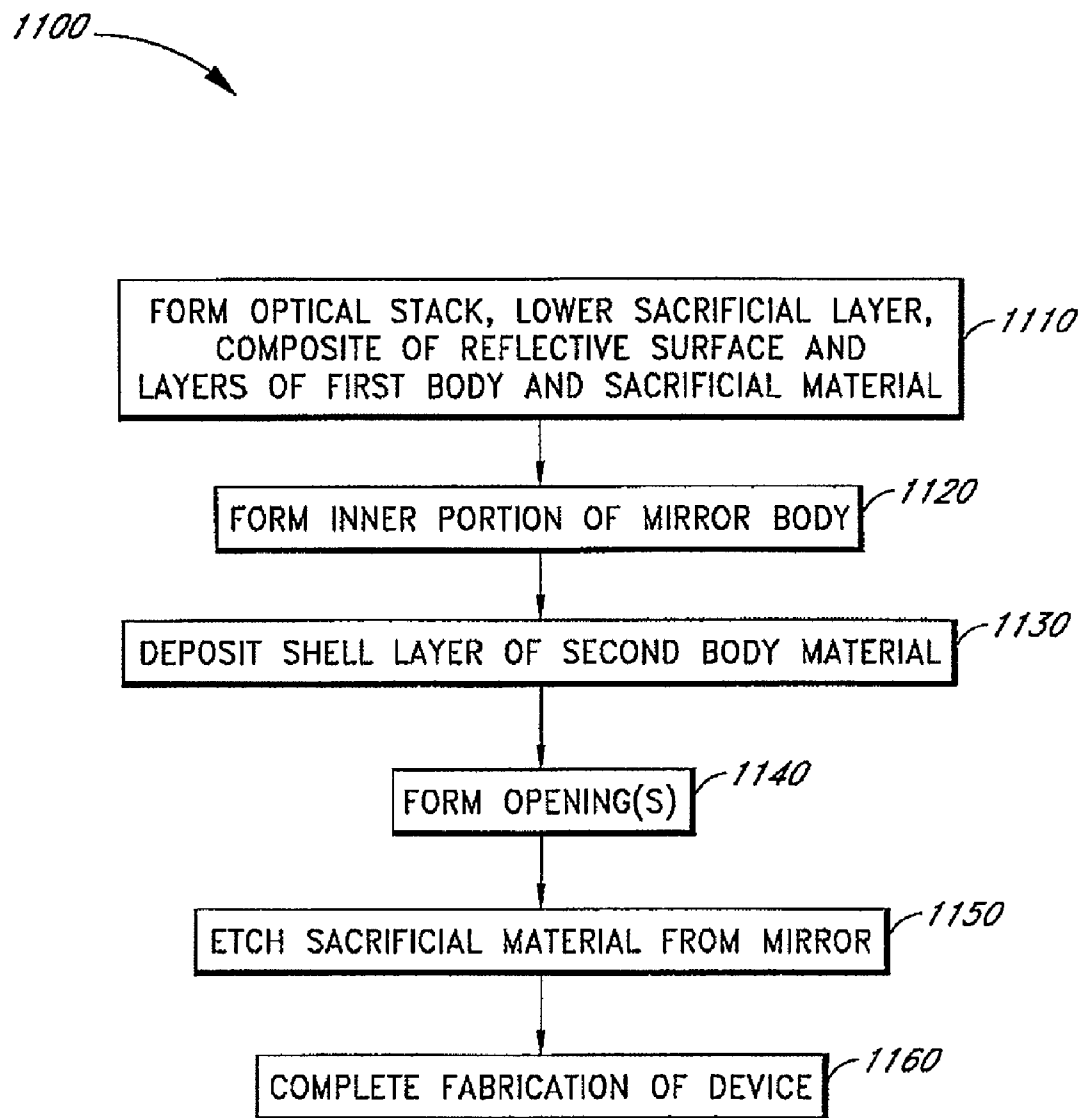 1100
FORM OPTICAL STACK, LOWER SACRIFICIAL LAYER,
COMPOSITE OF REFLECTIVE SURFACE AND
LAYERS OF FIRST BODY AND SACRIFICIAL MATERIAL
1110
FORM INNER PORTION OF MIRROR BODY
1120
DEPOSIT SHELL LAYER OF SECOND BODY MATERIAL
1130
FORM OPENING(S)
1140
ETCH SACRIFICIAL MATERIAL FROM MIRROR
1150
COMPLETE FABRICATION OF DEVICE
1160